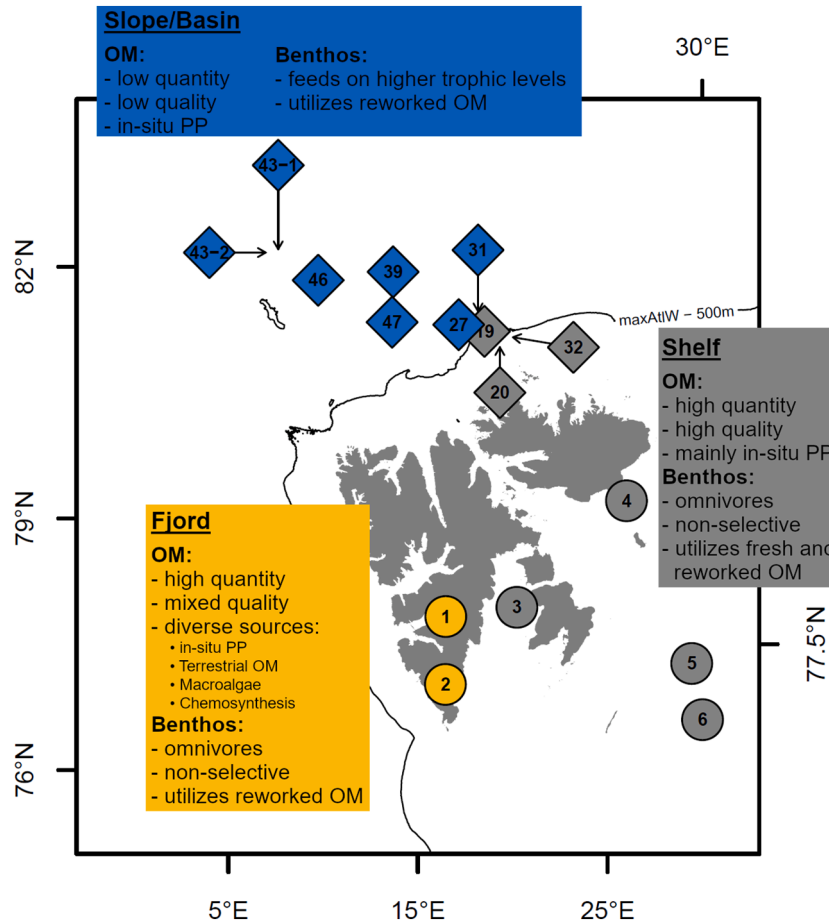 Slope/Basin
OM:
- low quantity
- low quality
- in-situ PP
Benthos:
- feeds on higher trophic levels
- utilizes reworked OM
30°E
43−1
43−2
46
39
31
82°N
47
27
19
32
20
maxAtlW − 500m
Shelf
OM:
- high quantity
- high quality
- mainly in-situ PP
Benthos:
- omnivores
- non-selective
- utilizes fresh and
reworked OM
4
79°N
Fjord
OM:
- high quantity
- mixed quality
- diverse sources:
• in-situ PP
• Terrestrial OM
• Macroalgae
• Chemosynthesis
Benthos:
- omnivores
- non-selective
- utilizes reworked OM
1
2
3
5
6
77.5°N
76°N
5°E
15°E
25°E